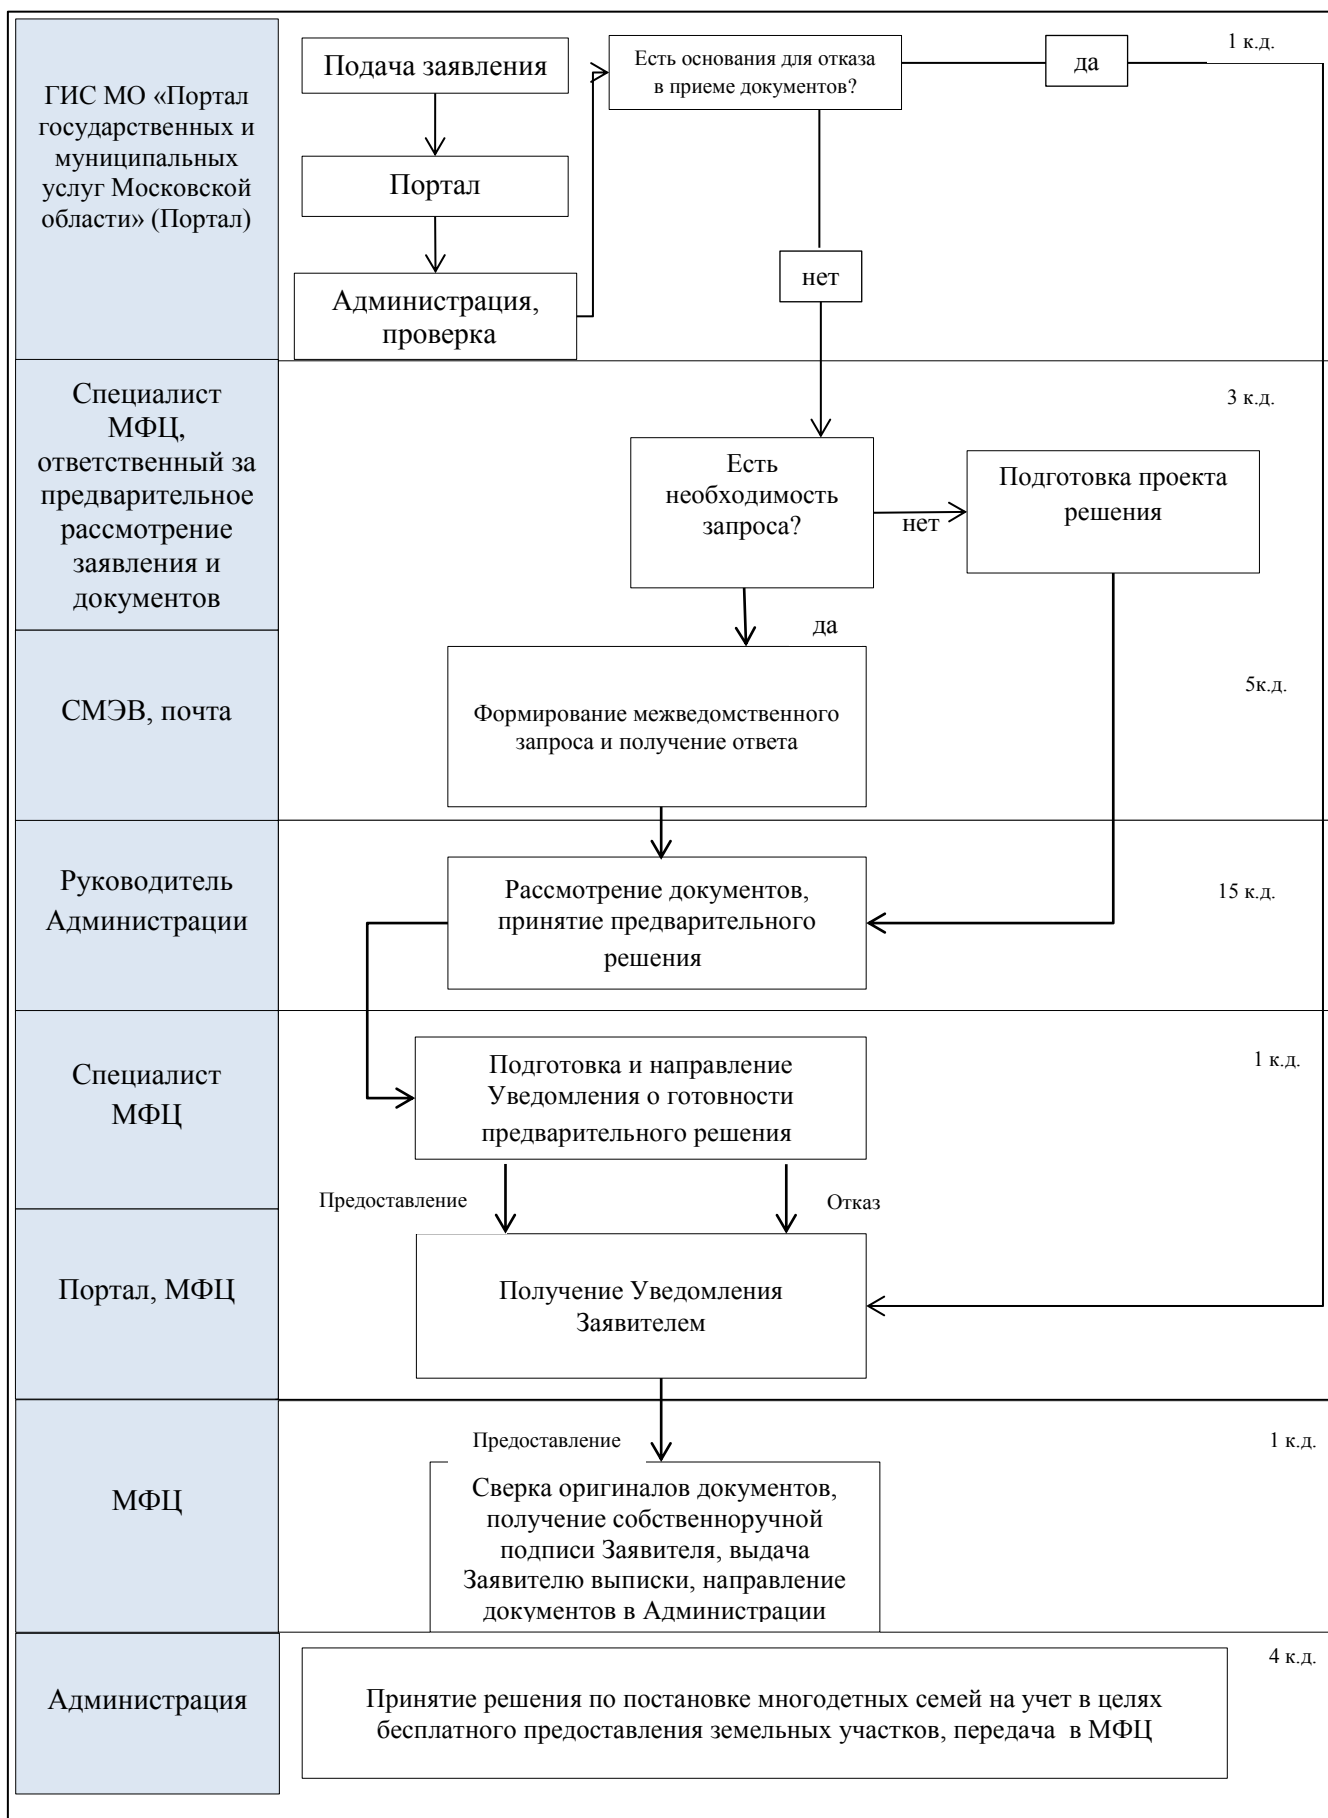 ГИС МО «Портал
государственных и
муниципальных
услуг Московской
области» (Портал)
Подача заявления
Портал
Администрация,
проверка
Есть основания для отказа
в приеме документов?
да
1 к.д.
нет
Специалист
МФЦ,
ответственный за
предварительное
рассмотрение
заявления и
документов
3 к.д.
Есть
необходимость
запроса?
нет
Подготовка проекта
решения
да
СМЭВ, почта
5к.д.
Формирование межведомственного
запроса и получение ответа
Руководитель
Администрации
15 к.д.
Рассмотрение документов,
принятие предварительного
решения
Специалист
МФЦ
1 к.д.
Подготовка и направление
Уведомления о готовности
предварительного решения
Предоставление
Отказ
Портал, МФЦ
Получение Уведомления
Заявителем
МФЦ
Предоставление
1 к.д.
Сверка оригиналов документов,
получение собственноручной
подписи Заявителя, выдача
Заявителю выписки, направление
документов в Администрации
Администрация
4 к.д.
Принятие решения по постановке многодетных семей на учет в целях
бесплатного предоставления земельных участков, передача  в МФЦ